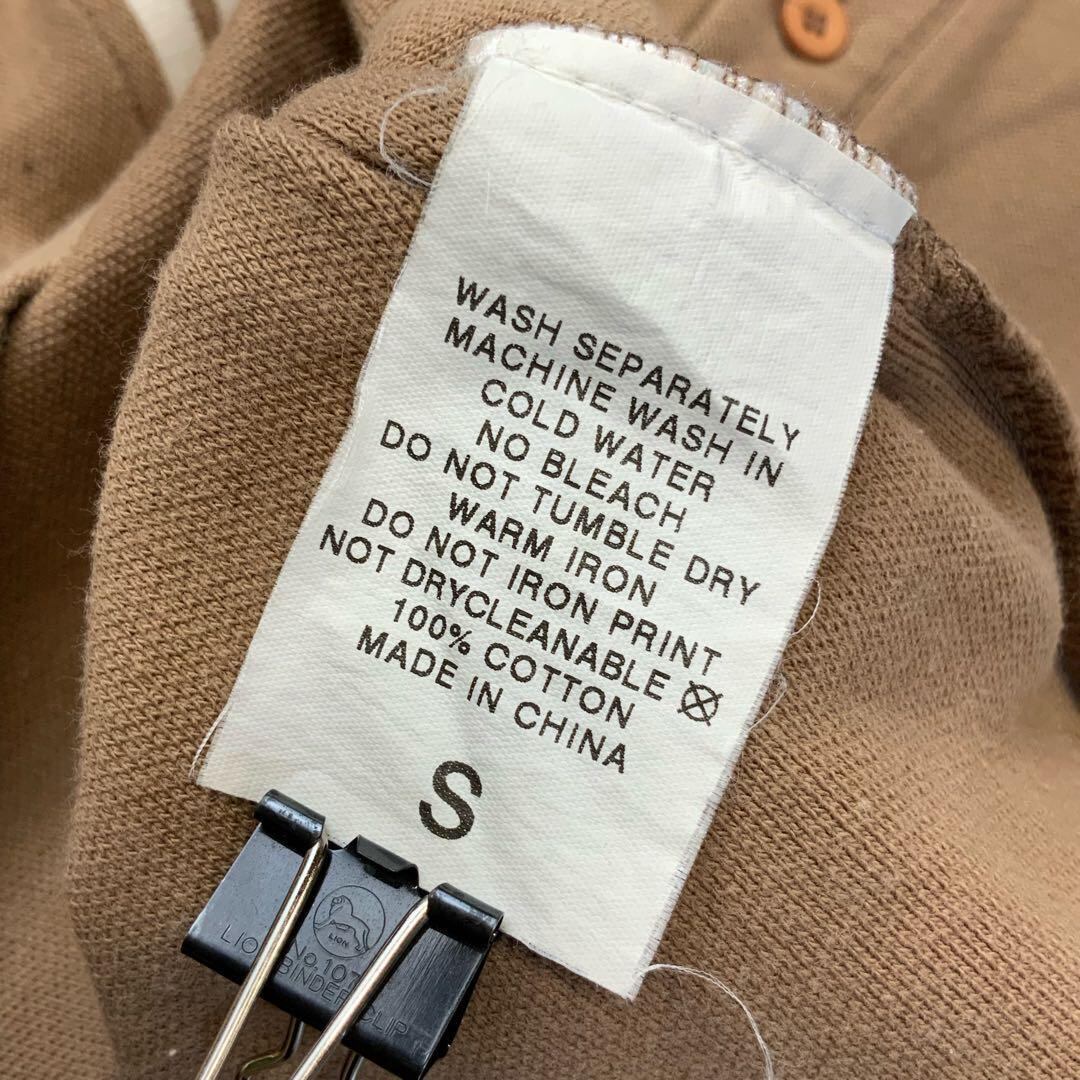 WASH SEPARATELY
MACHINE WASH IN
COLD WATER
NO BLEACH
DO NOT TUMBLE DRY
WARM IRON
DO NOT IRON PRINT
NOT DRYCLEANABLE
100% COTTON
MADE IN CHINA
S
LION
No.107
LION BINDER CLIP